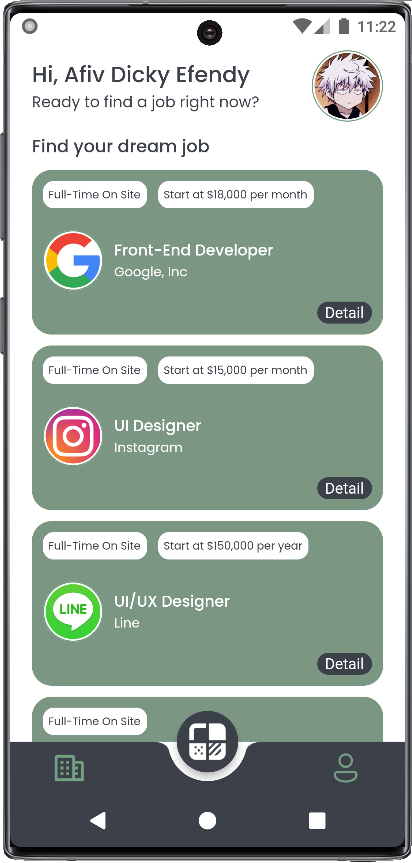 11:22
Hi, Afiv Dicky Efendy
Ready to find a job right now?
Find your dream job
Full-Time On Site
Start at $18,000 per month
Front-End Developer
Google, Inc
Detail
Full-Time On Site
Start at $15,000 per month
UI Designer
Instagram
Detail
Full-Time On Site
Start at $150,000 per year
LINE
UI/UX Designer
Line
Detail
Full-Time On Site